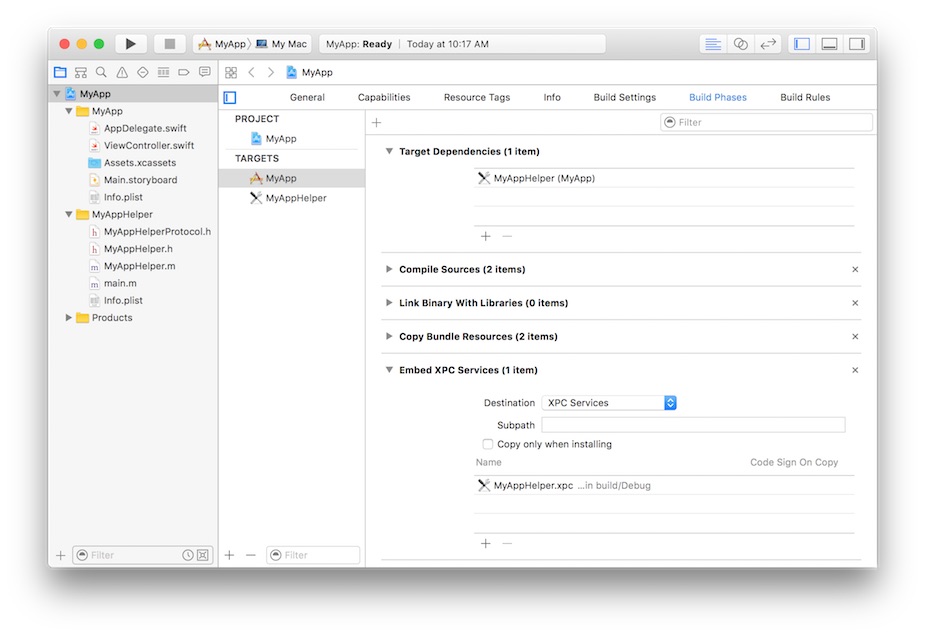 MyApp
My Mac
MyApp: Ready
Today at 10:17 AM
MyApp
MyApp
MyApp
AppDelegate.swift
ViewController.swift
Assets.xcassets
Main.storyboard
Info.plist
MyAppHelper
MyAppHelperProtocol.h
MyAppHelper.h
MyAppHelper.m
main.m
Info.plist
Products
Filter
General
Capabilities
Resource Tags
Info
Build Settings
Build Phases
Build Rules
PROJECT
MyApp
TARGETS
MyApp
MyAppHelper
Filter
Filter
Target Dependencies (1 item)
MyAppHelper (MyApp)
Compile Sources (2 items)
Link Binary With Libraries (0 items)
Copy Bundle Resources (2 items)
Embed XPC Services (1 item)
Destination XPC Services
Subpath
Copy only when installing
Name Code Sign On Copy
MyAppHelper.xpc ...in build/Debug